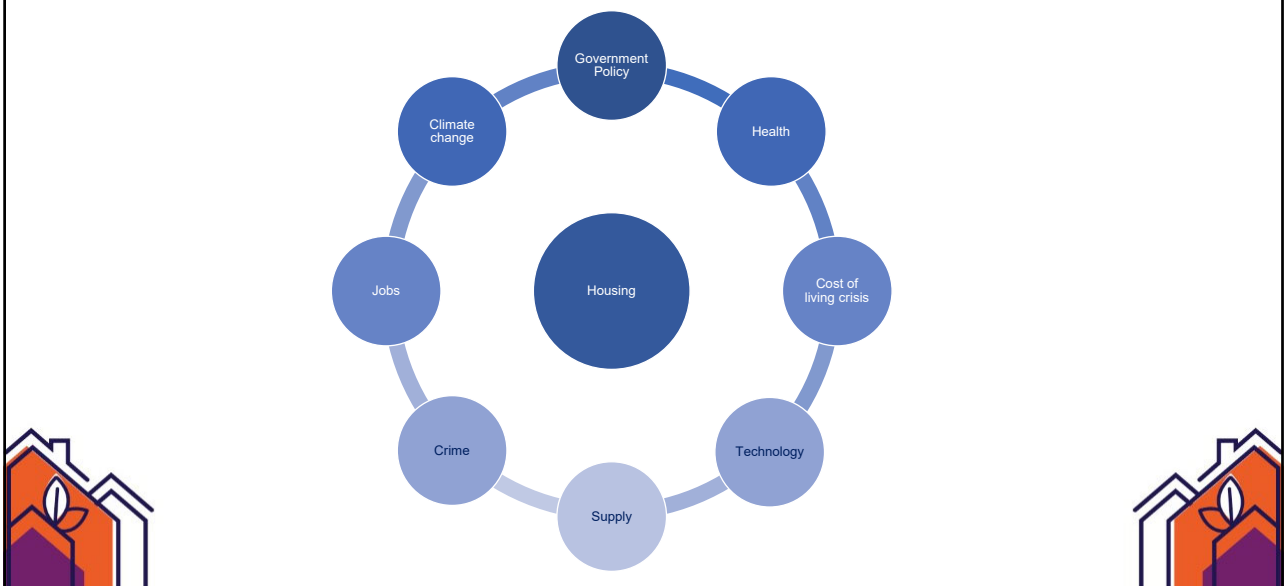 Government
Policy
Health
Cost of
living crisis
Technology
Supply
Crime
Jobs
Climate
change
Housing